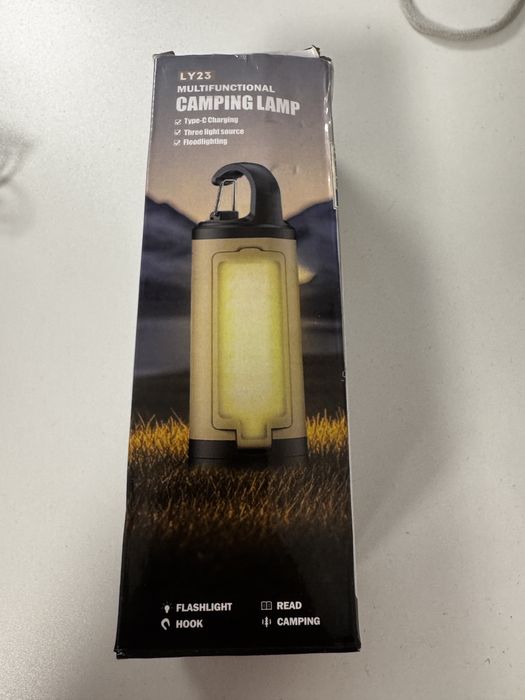 LY23
MULTIFUNCTIONAL
CAMPING LAMP
Type-C Charging
Three light source
Floodlighting
FLASHLIGHT
READ
HOOK
CAMPING